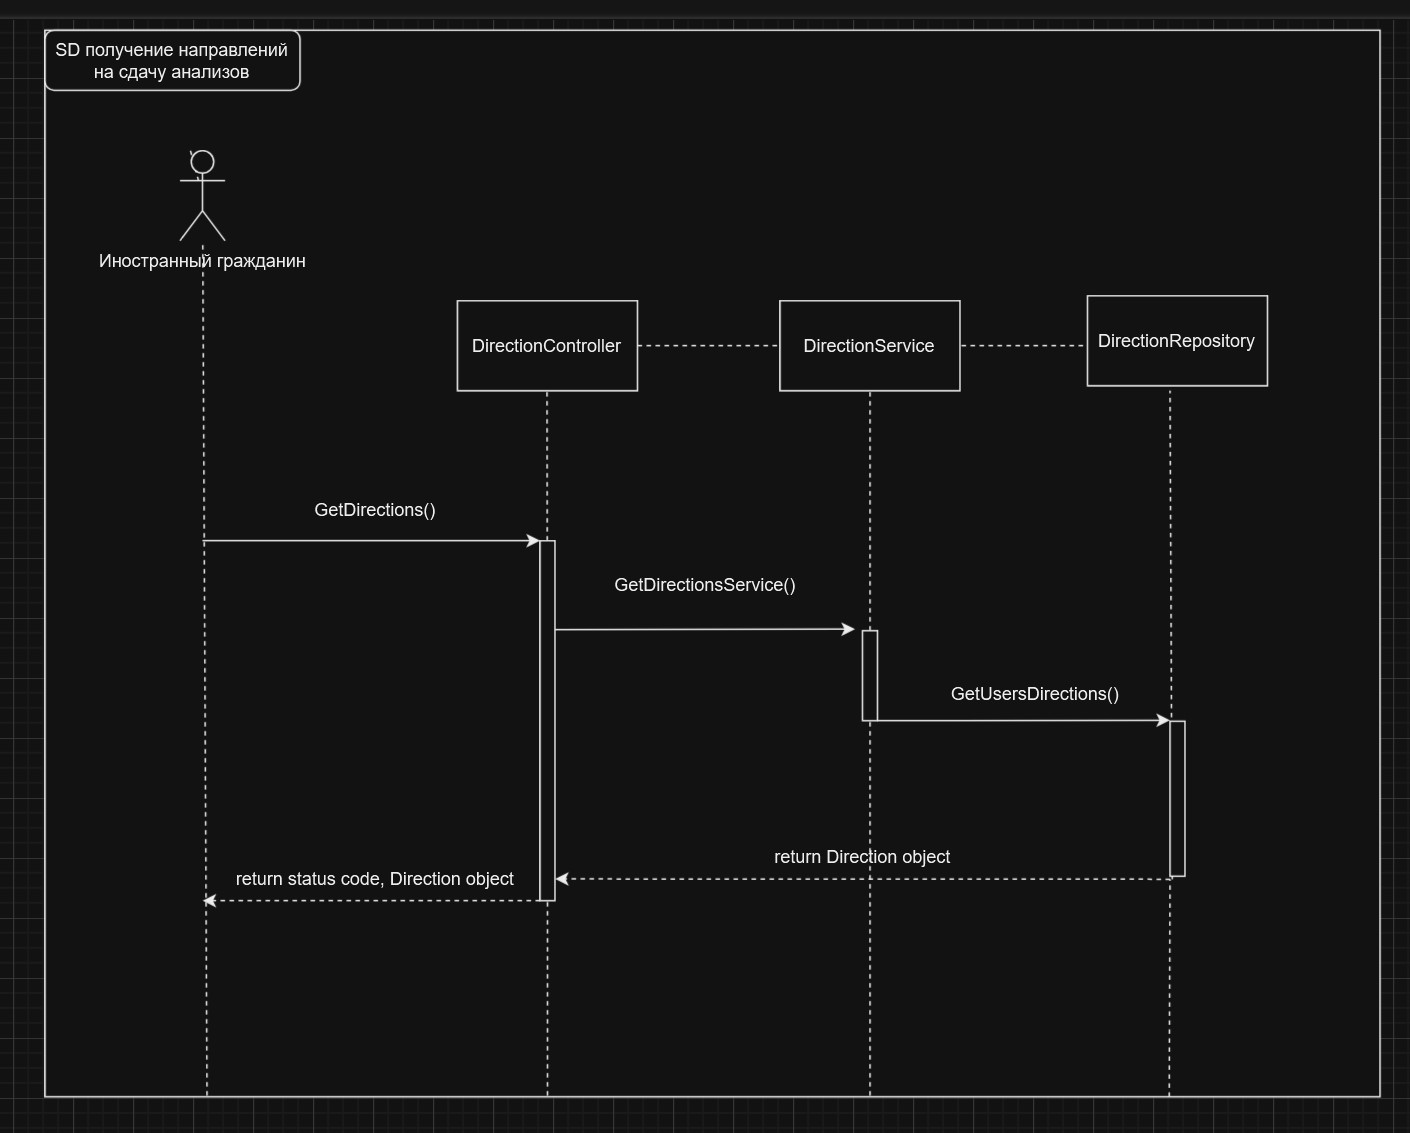 SD получение направлений
на сдачу анализов
Иностранный гражданин
DirectionController
DirectionService
DirectionRepository
GetDirections()
GetDirectionsService()
GetUsersDirections()
return Direction object
return status code, Direction object